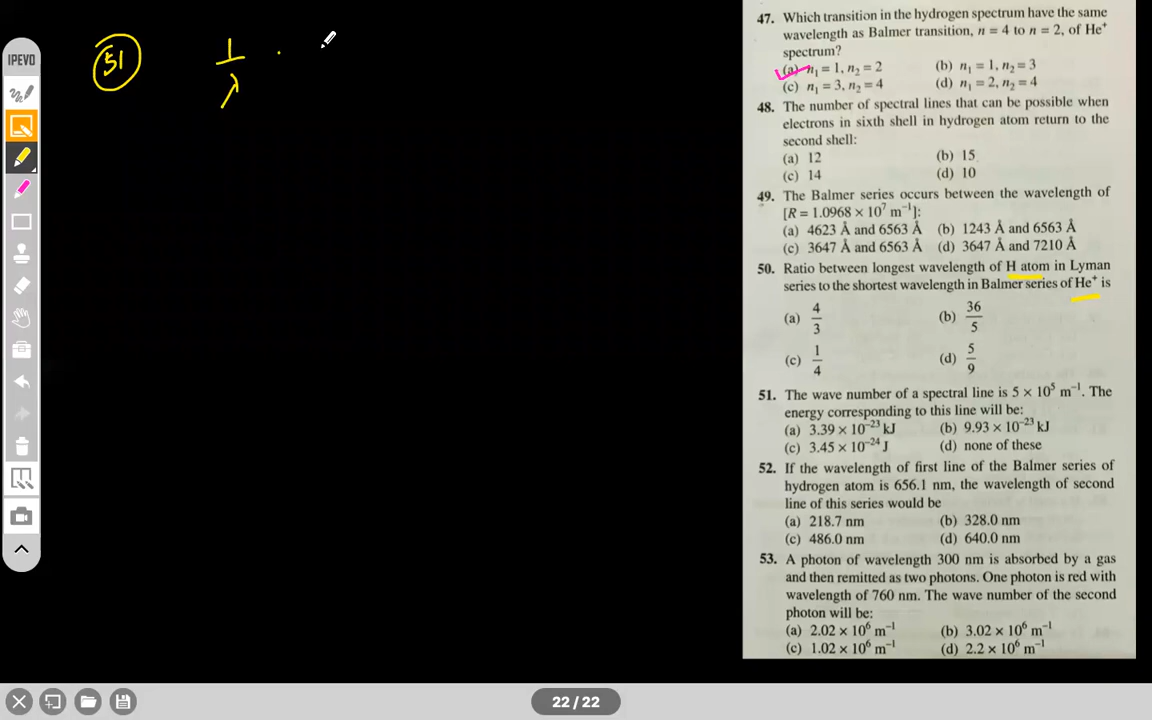 51
1
λ
IPEVO
47. Which transition in the hydrogen spectrum have the same
wavelength as Balmer transition, n = 4 to n = 2, of He⁺
spectrum?
(a) n₁ = 1, n₂ = 2 (b) n₁ = 1, n₂ = 3
(c) n₁ = 3, n₂ = 4 (d) n₁ = 2, n₂ = 4
48. The number of spectral lines that can be possible when
electrons in sixth shell in hydrogen atom return to the
second shell:
(a) 12 (b) 15
(c) 14 (d) 10
49. The Balmer series occurs between the wavelength of
[R = 1.0968 × 10⁷ m⁻¹]:
(a) 4623 Å and 6563 Å (b) 1243 Å and 6563 Å
(c) 3647 Å and 6563 Å (d) 3647 Å and 7210 Å
50. Ratio between longest wavelength of H atom in Lyman
series to the shortest wavelength in Balmer series of He⁺ is
(a) 4/3 (b) 36/5
(c) 1/4 (d) 5/9
51. The wave number of a spectral line is 5 × 10⁵ m⁻¹. The
energy corresponding to this line will be:
(a) 3.39 × 10⁻²³ kJ (b) 9.93 × 10⁻²³ kJ
(c) 3.45 × 10⁻²⁴ J (d) none of these
52. If the wavelength of first line of the Balmer series of
hydrogen atom is 656.1 nm, the wavelength of second
line of this series would be
(a) 218.7 nm (b) 328.0 nm
(c) 486.0 nm (d) 640.0 nm
53. A photon of wavelength 300 nm is absorbed by a gas
and then remitted as two photons. One photon is red with
wavelength of 760 nm. The wave number of the second
photon will be:
(a) 2.02 × 10⁶ m⁻¹ (b) 3.02 × 10⁶ m⁻¹
(c) 1.02 × 10⁶ m⁻¹ (d) 2.2 × 10⁶ m⁻¹
22 / 22